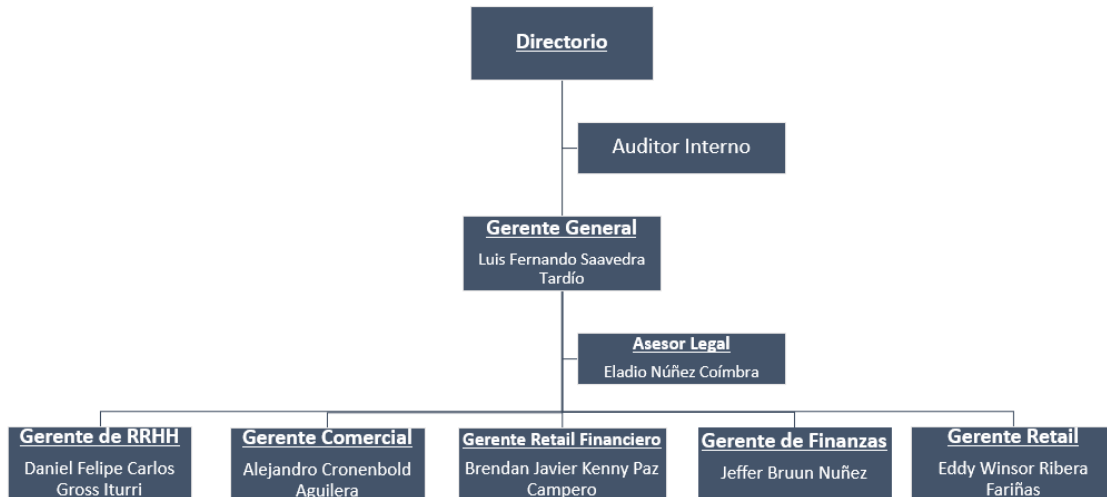 Directorio
Auditor Interno
Gerente General
Luis Fernando Saavedra
Tardío
Asesor Legal
Eladio Núñez Coímbra
Gerente de RRHH
Daniel Felipe Carlos
Gross Iturri
Gerente Comercial
Alejandro Cronenbold
Aguilera
Gerente Retail Financiero
Brendan Javier Kenny Paz
Campero
Gerente de Finanzas
Jeffer Bruun Nuñez
Gerente Retail
Eddy Winsor Ribera
Fariñas